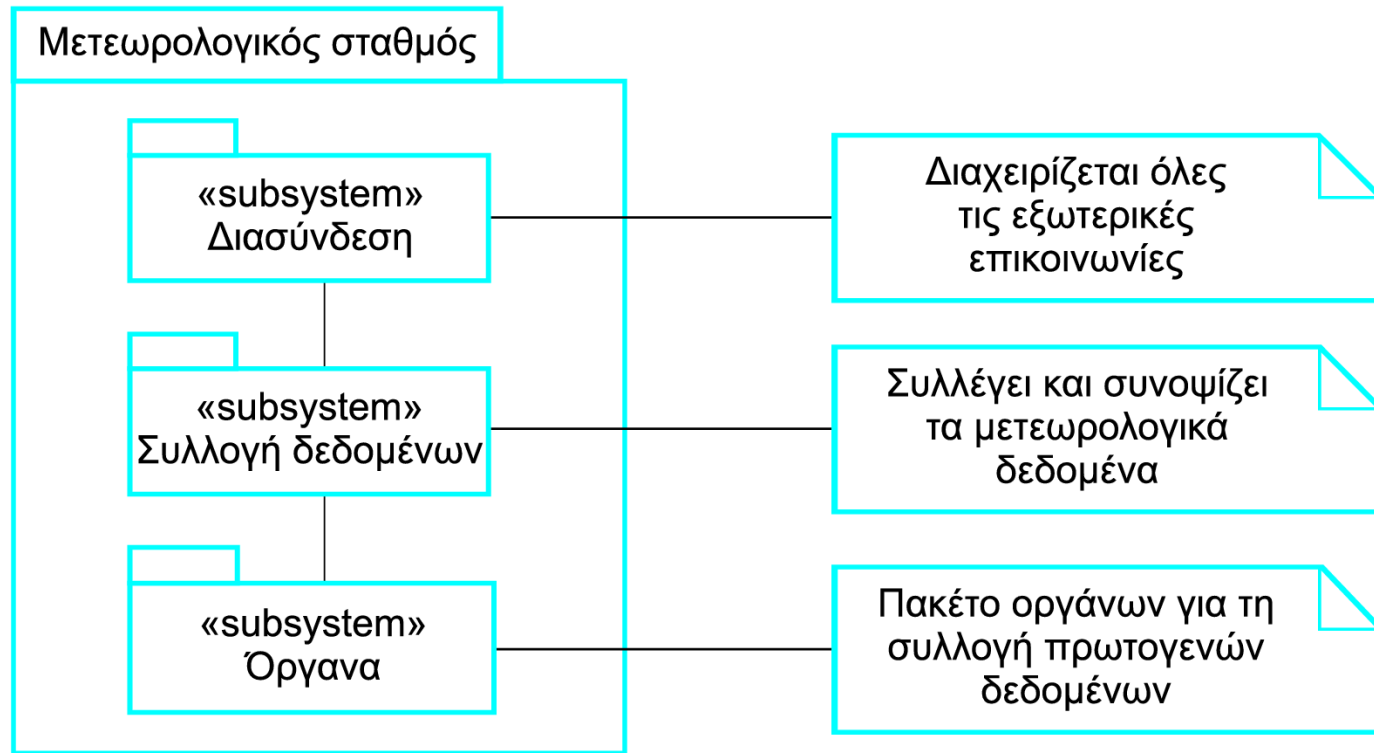 Μετεωρολογικός σταθμός
«subsystem»
Διασύνδεση
Διαχειρίζεται όλες
τις εξωτερικές
επικοινωνίες
«subsystem»
Συλλογή δεδομένων
Συλλέγει και συνοψίζει
τα μετεωρολογικά
δεδομένα
«subsystem»
Όργανα
Πακέτο οργάνων για τη
συλλογή πρωτογενών
δεδομένων